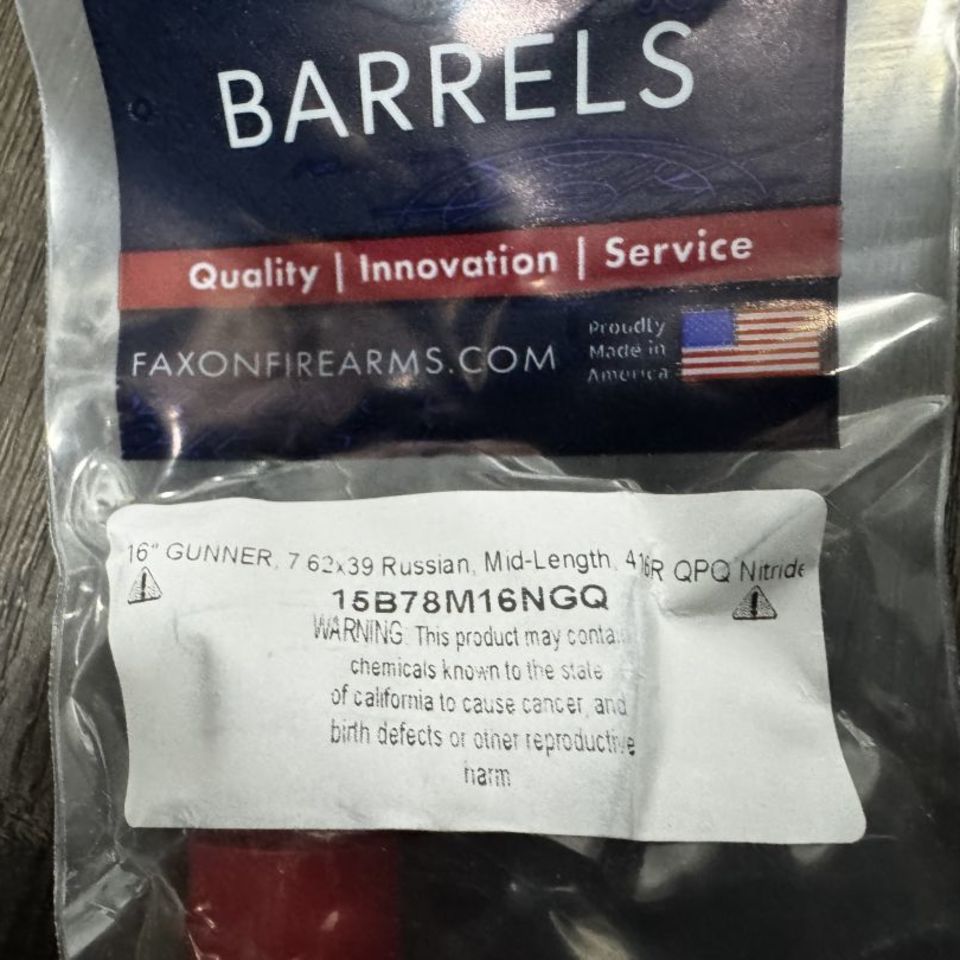 BARRELS
Quality | Innovation | Service
FAXONFIREARMS.COM
Proudly
Made in
America
16" GUNNER, 7.62x39 Russian, Mid-Length, 416R QPQ Nitride
15B78M16NGQ
WARNING: This product may contai
chemicals known to the state
of california to cause cancer, and
birth defects or other reproductive
harm